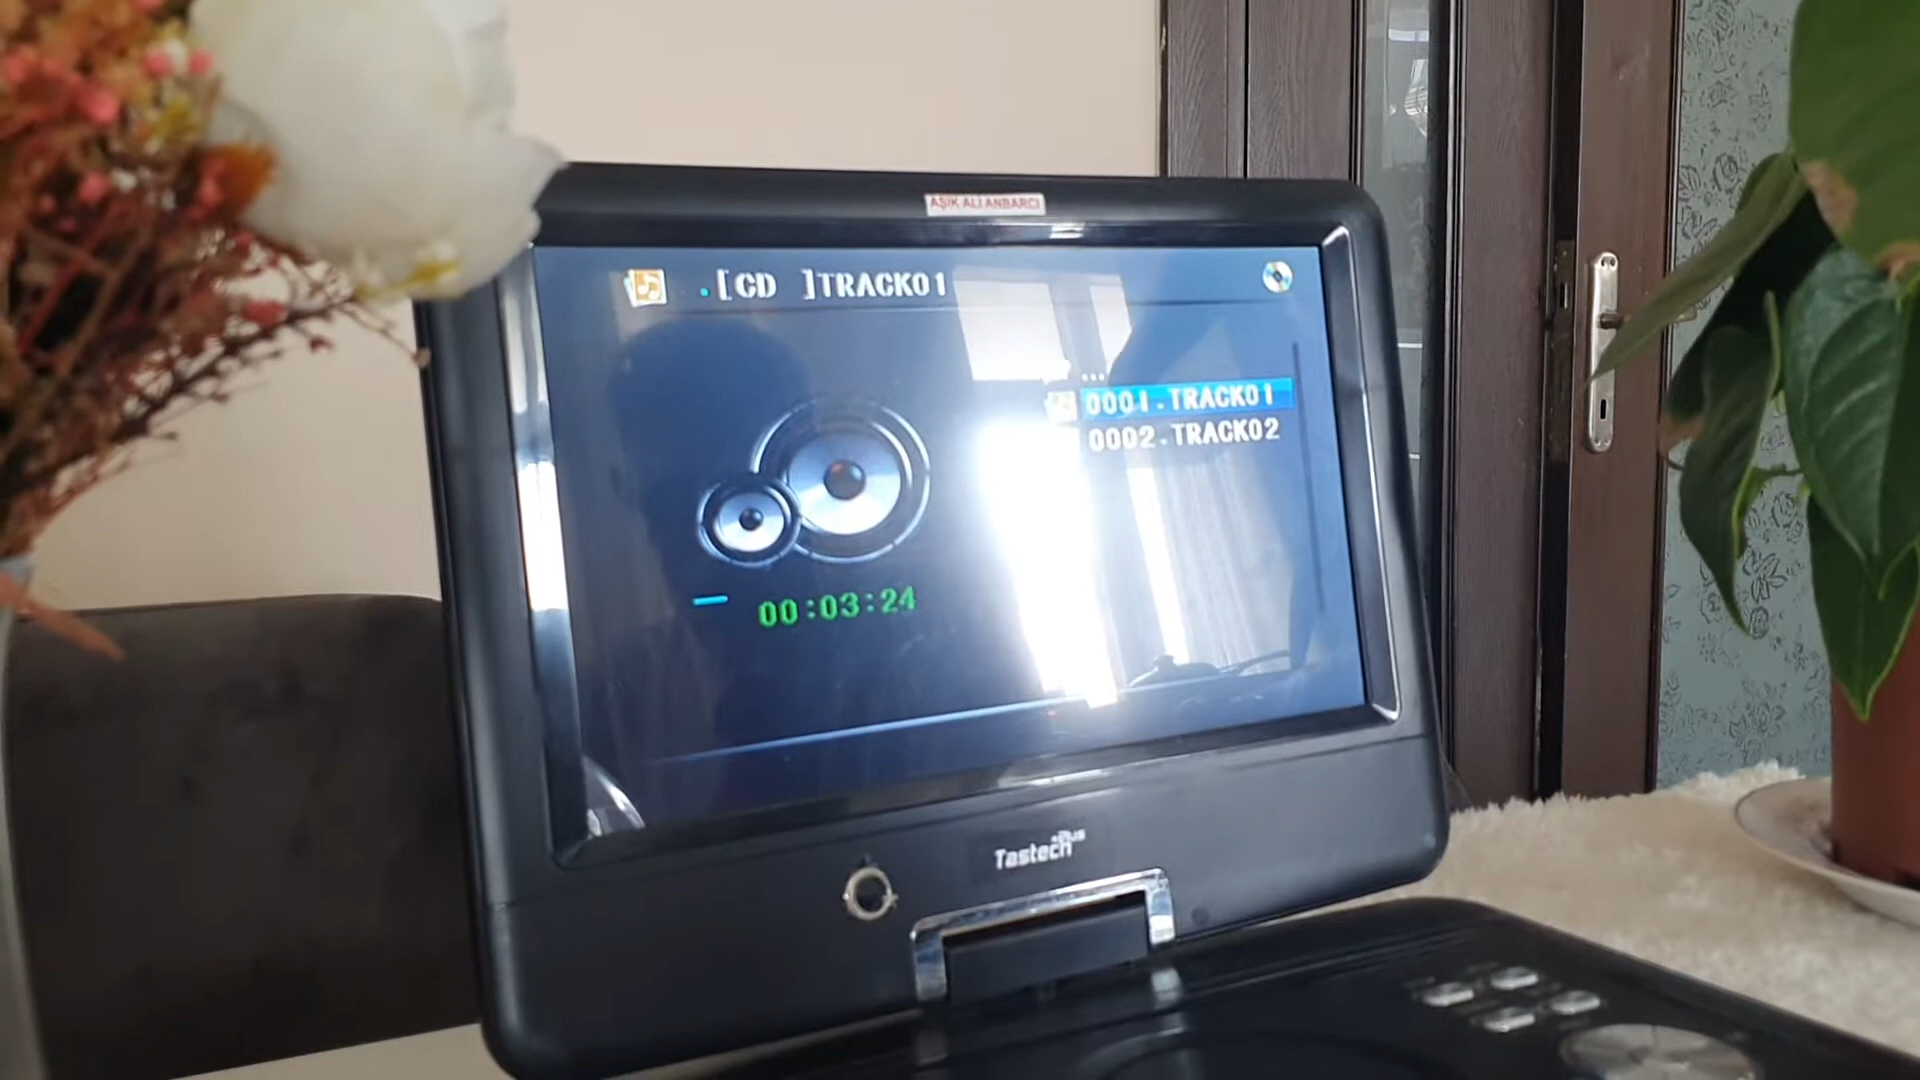 AŞIK ALİ ANBARCI
[CD ]TRACK01
...
0001.TRACK01
0002.TRACK02
00:03:24
Tastech plus